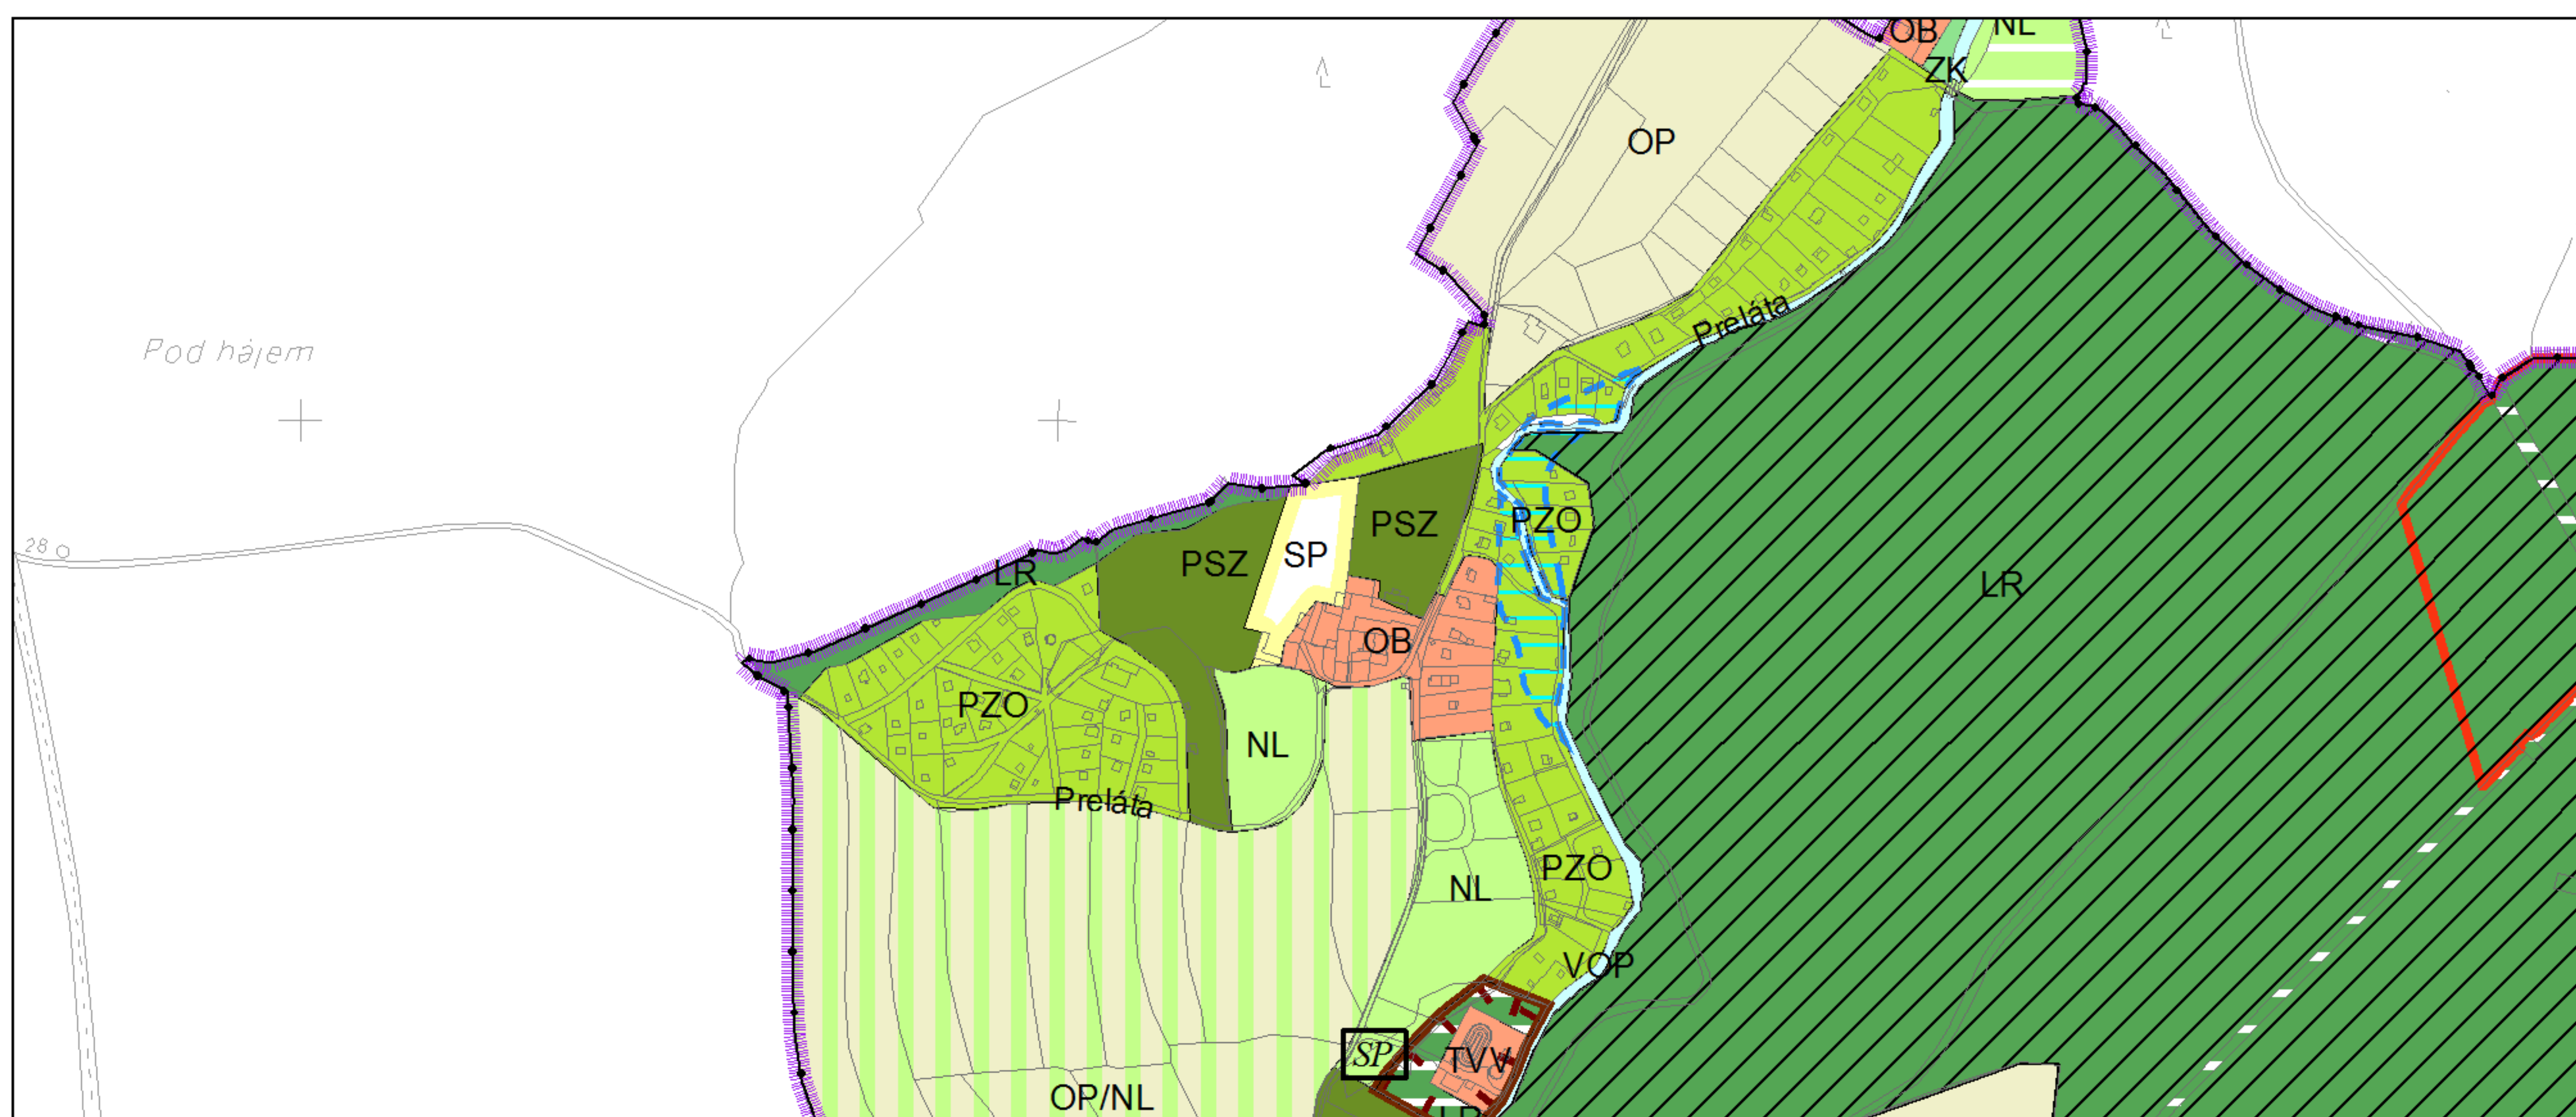 OB
NL
ZK
OP
Preláta
Pod hájem
PSZ
PZO
SP
PSZ
28
LR
LR
OB
PZO
NL
Preláta
PZO
NL
VOP
SP
TVV
OP/NL
LR